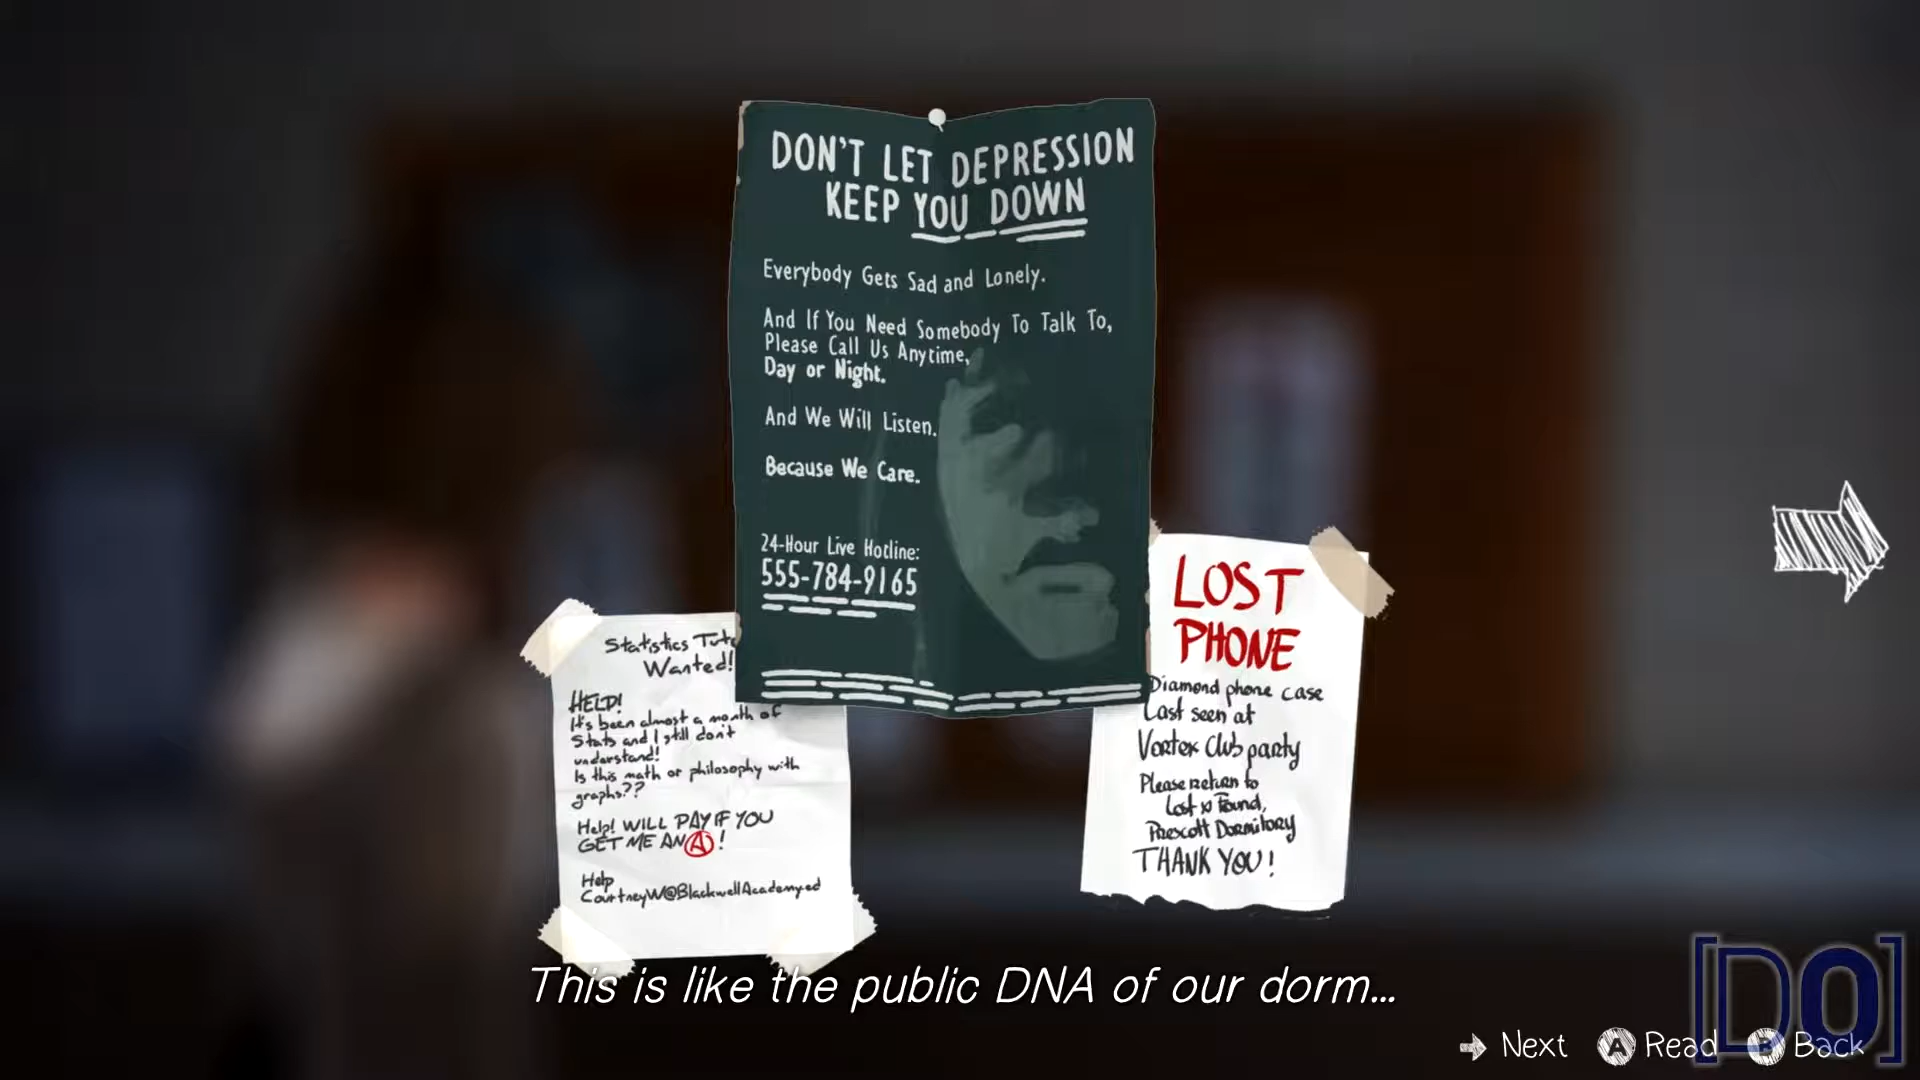 DON'T LET DEPRESSION
KEEP YOU DOWN
Everybody Gets Sad and Lonely.
And If You Need Somebody To Talk To,
Please Call Us Anytime,
Day or Night.
And We Will Listen.
Because We Care.
24-Hour Live Hotline:
555-784-9165
Statistics
Wanted!
HELP!
It's been almost a month of
Stats and I still don't
understand!
Is this math or philosophy with
graphs??
Help! WILL PAY IF YOU
GET ME AN A!
Help
CourtneyW@BlackwellAcademy.ed
LOST
PHONE
Diamond phone case
Last seen at
Vortex Club party
Please return to
Lost & Found,
Prescott Dormitory
THANK YOU!
This is like the public DNA of our dorm...
Next A Read B Back
[DO]